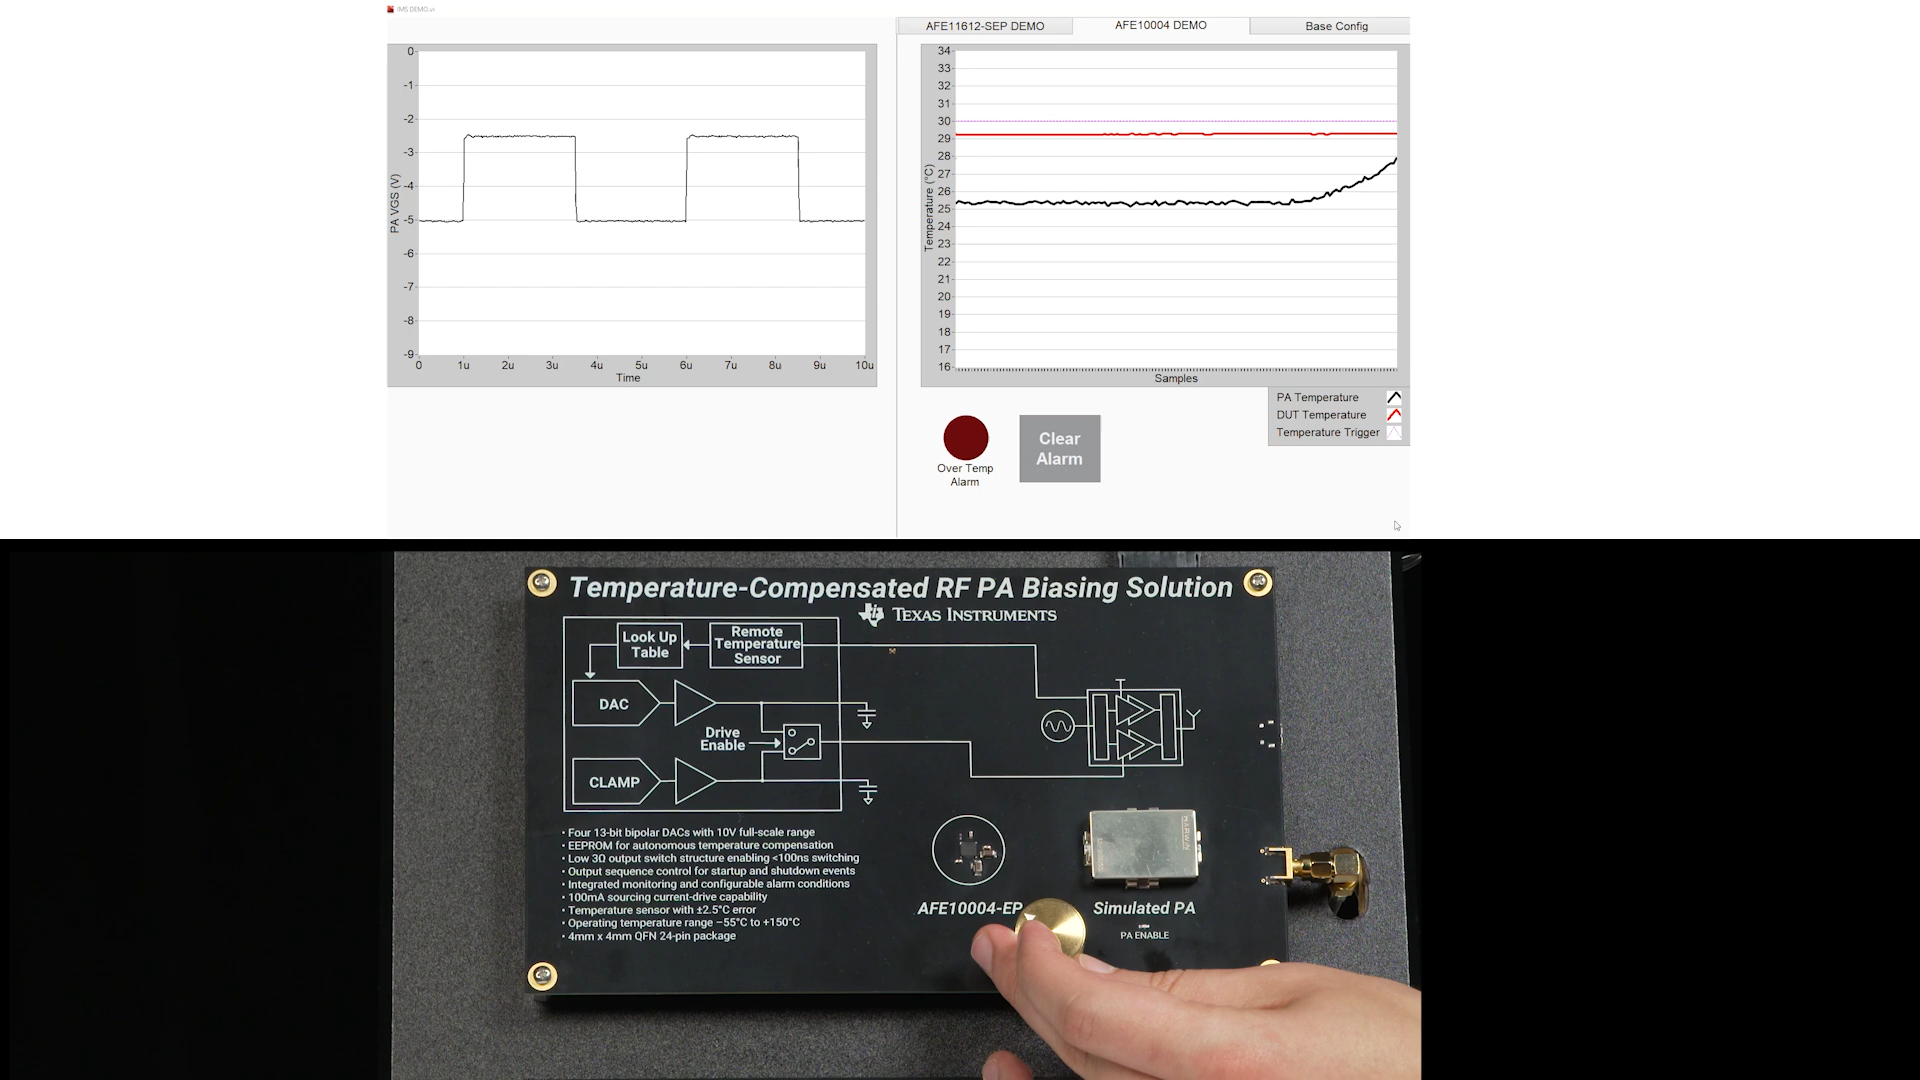 IMS DEMO.vi
AFE11612-SEP DEMO
AFE10004 DEMO
Base Config
0
-1
-2
-3
-4
-5
-6
-7
-8
-9
PA VGS (V)
0 1u 2u 3u 4u 5u 6u 7u 8u 9u 10u
Time
34
33
32
31
30
29
28
27
26
25
24
23
22
21
20
19
18
17
16
Temperature (°C)
Samples
PA Temperature
DUT Temperature
Temperature Trigger
Over Temp
Alarm
Clear
Alarm
Temperature-Compensated RF PA Biasing Solution
TEXAS INSTRUMENTS
Look Up
Table
Remote
Temperature
Sensor
DAC
Drive
Enable
CLAMP
• Four 13-bit bipolar DACs with 10V full-scale range
• EEPROM for autonomous temperature compensation
• Low 3Ω output switch structure enabling <100ns switching
• Output sequence control for startup and shutdown events
• Integrated monitoring and configurable alarm conditions
• 100mA sourcing current-drive capability
• Temperature sensor with ±2.5°C error
• Operating temperature range −55°C to +150°C
• 4mm x 4mm QFN 24-pin package
AFE10004-EP
Simulated PA
PA ENABLE